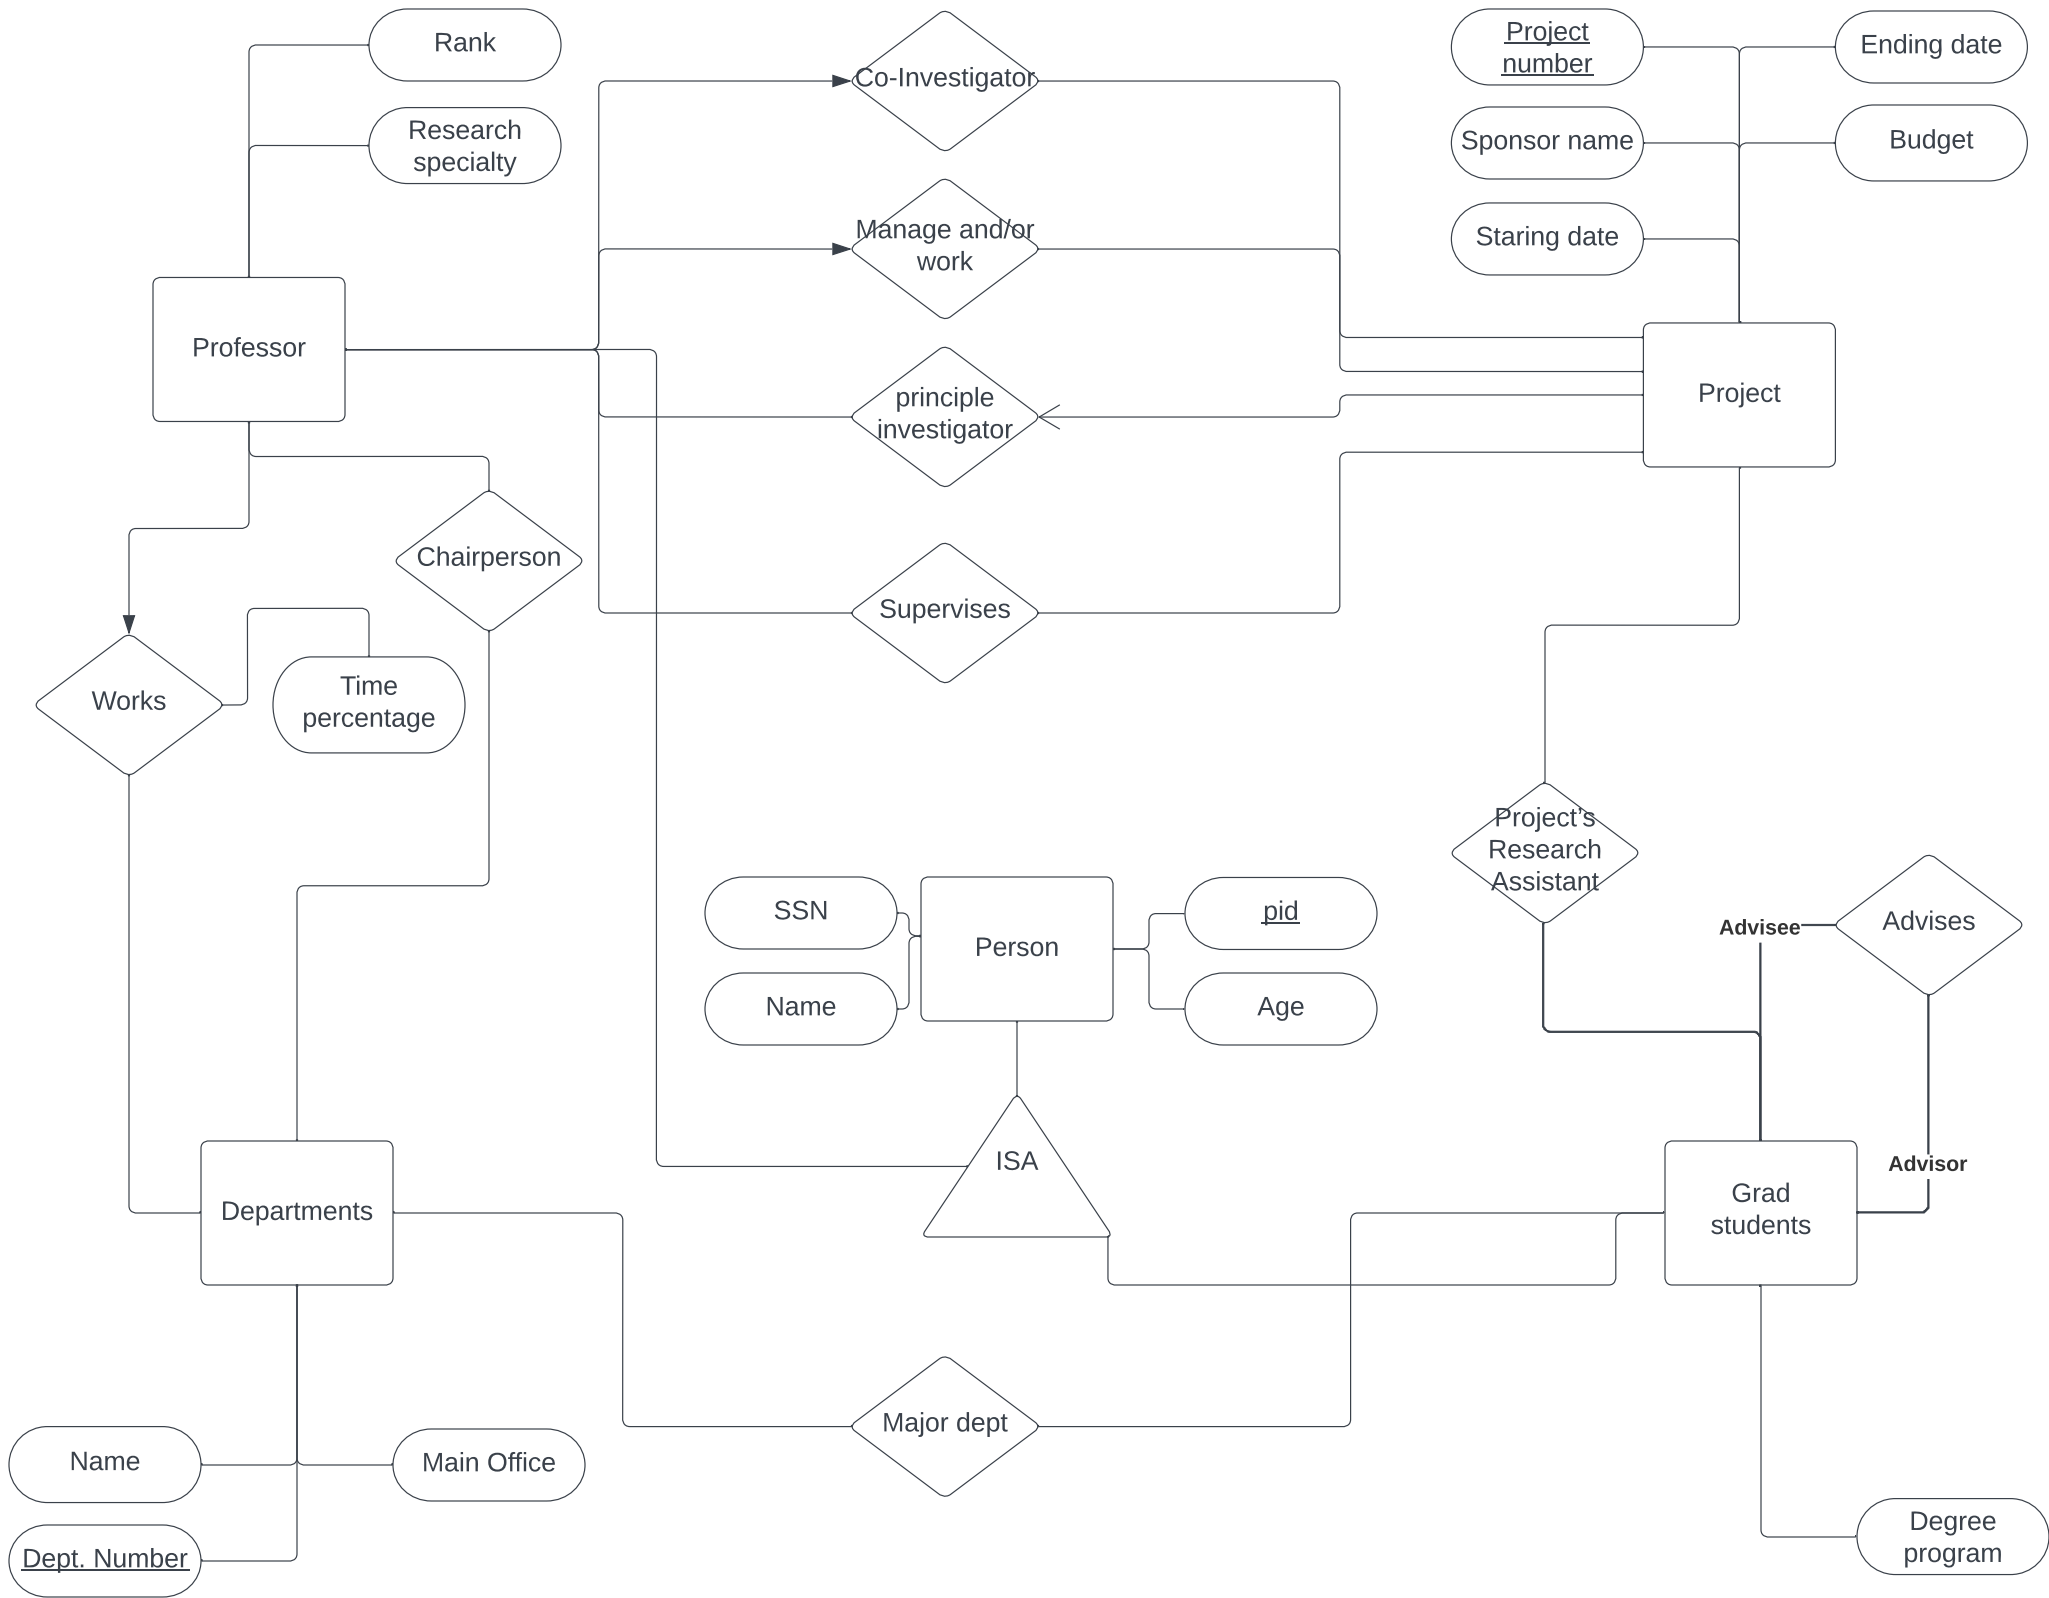 Rank
Research
specialty
Co-Investigator
Project
number
Ending date
Sponsor name
Budget
Staring date
Manage and/or
work
Professor
principle
investigator
Project
Chairperson
Supervises
Works
Time
percentage
Project’s
Research
Assistant
SSN
Person
pid
Name
Age
Advisee
Advises
ISA
Advisor
Departments
Grad
students
Major dept
Name
Main Office
Dept. Number
Degree
program